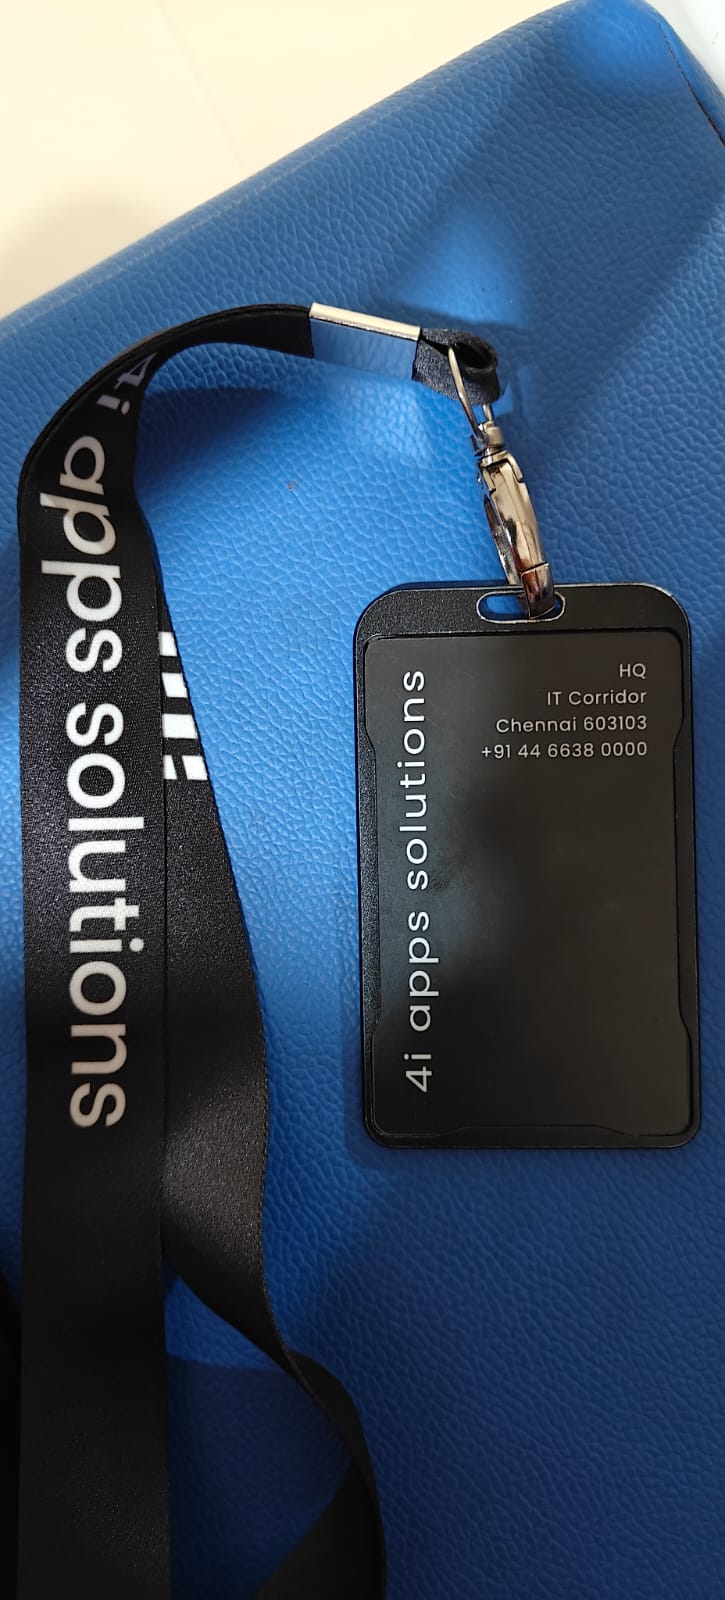 4i apps solutions
4i apps solutions
HQ
IT Corridor
Chennai 603103
+91 44 6638 0000